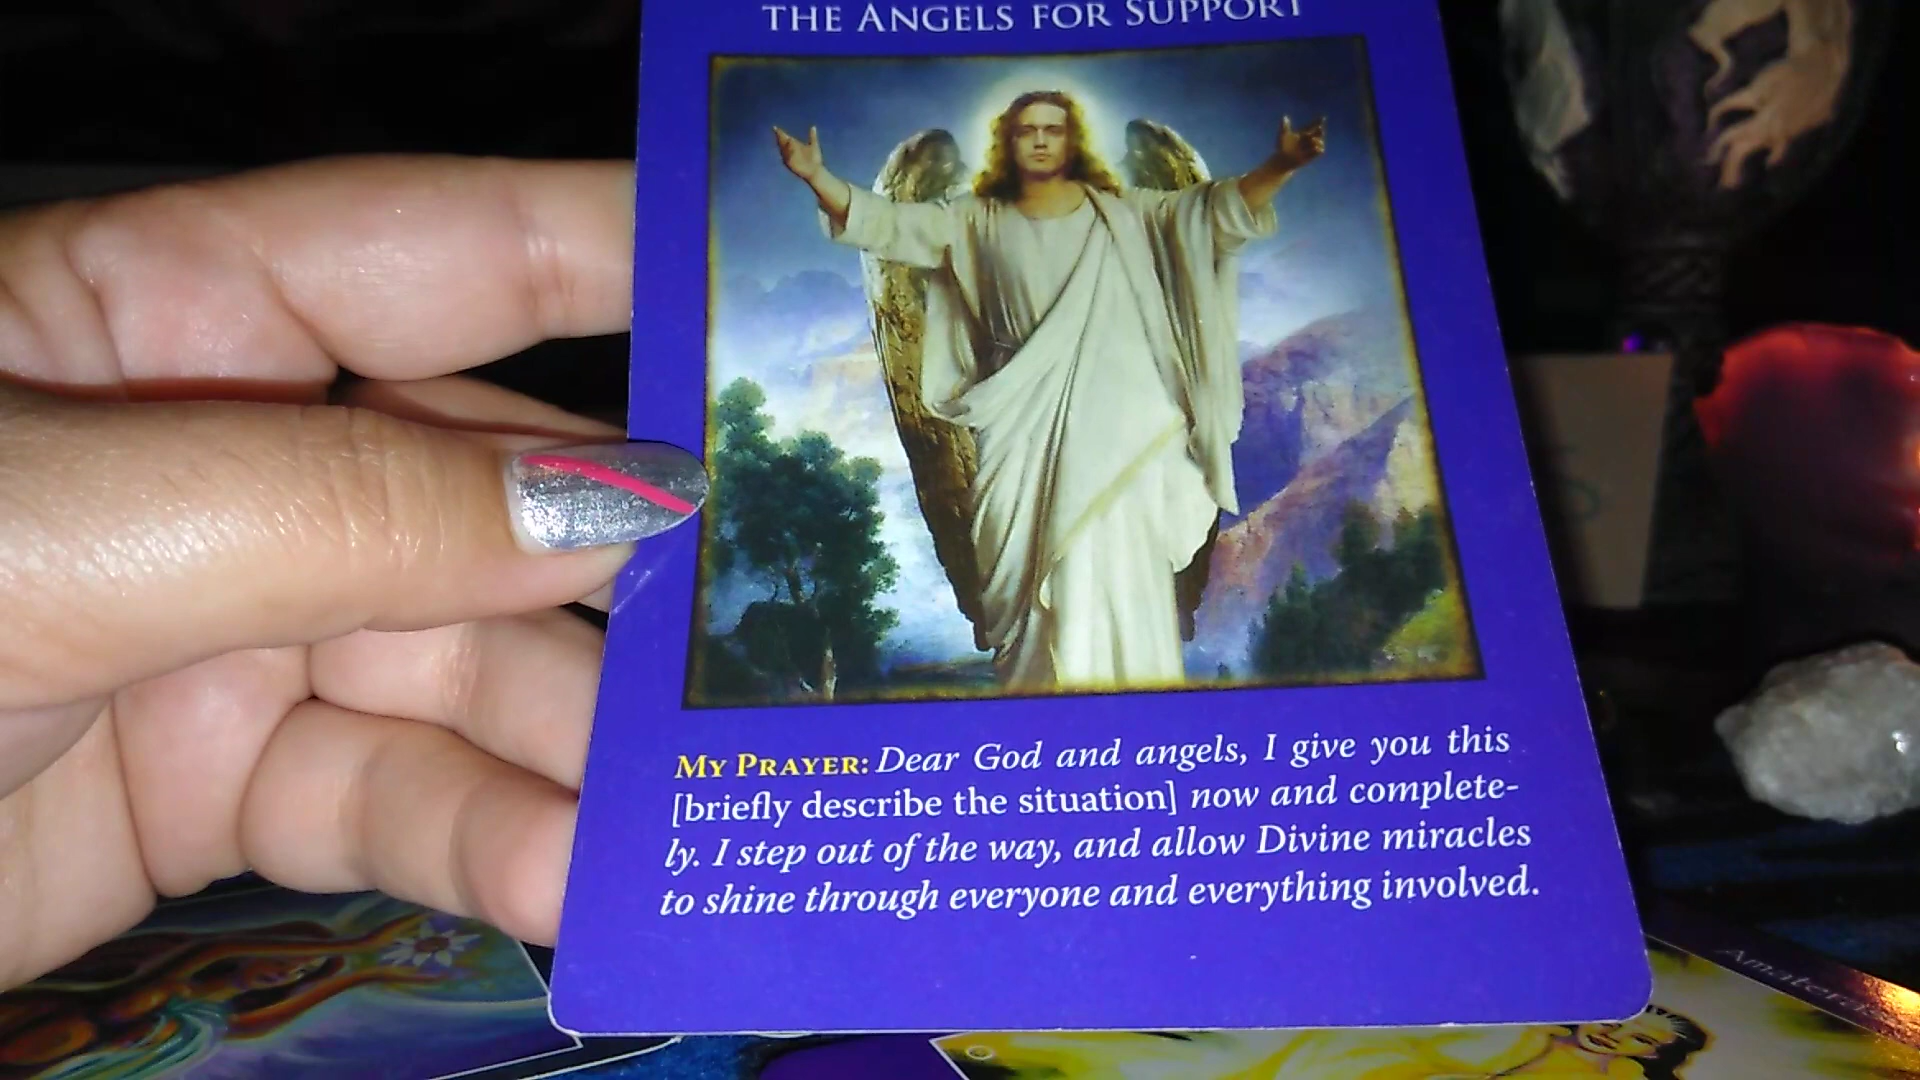 THE ANGELS FOR SUPPORT
MY PRAYER: Dear God and angels, I give you this
[briefly describe the situation] now and complete-
ly. I step out of the way, and allow Divine miracles
to shine through everyone and everything involved.